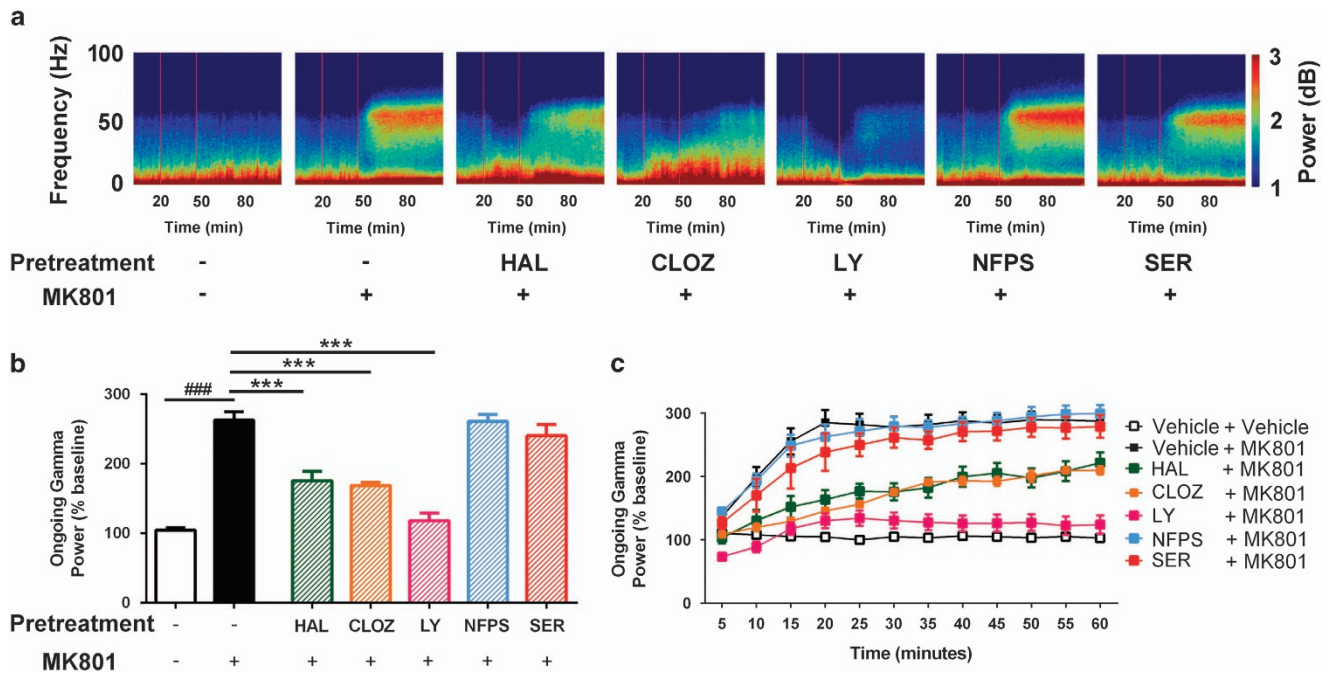 a
Frequency (Hz)
100
50
0
20 50 80
20 50 80
20 50 80
20 50 80
20 50 80
20 50 80
20 50 80
Time (min)
Time (min)
Time (min)
Time (min)
Time (min)
Time (min)
Time (min)
3
2
1
Power (dB)
Pretreatment - - HAL CLOZ LY NFPS SER
MK801 - + + + + + +
b
Ongoing Gamma
Power (% baseline)
300
200
100
0
###
***
***
***
Pretreatment - - HAL CLOZ LY NFPS SER
MK801 - + + + + + +
c
Ongoing Gamma
Power (% baseline)
300
200
100
0
5 10 15 20 25 30 35 40 45 50 55 60
Time (minutes)
Vehicle + Vehicle
Vehicle + MK801
HAL + MK801
CLOZ + MK801
LY + MK801
NFPS + MK801
SER + MK801